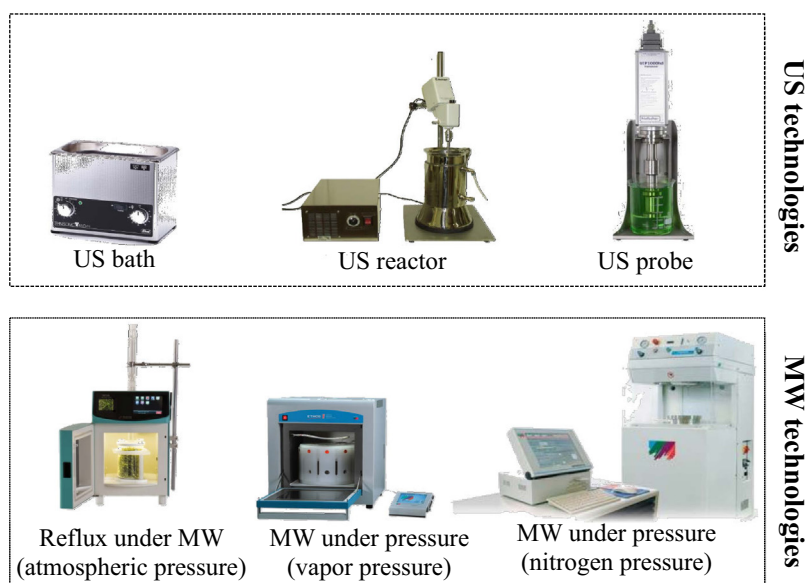 US technologies
US bath
US reactor
US probe
MW technologies
Reflux under MW
(atmospheric pressure)
MW under pressure
(vapor pressure)
MW under pressure
(nitrogen pressure)